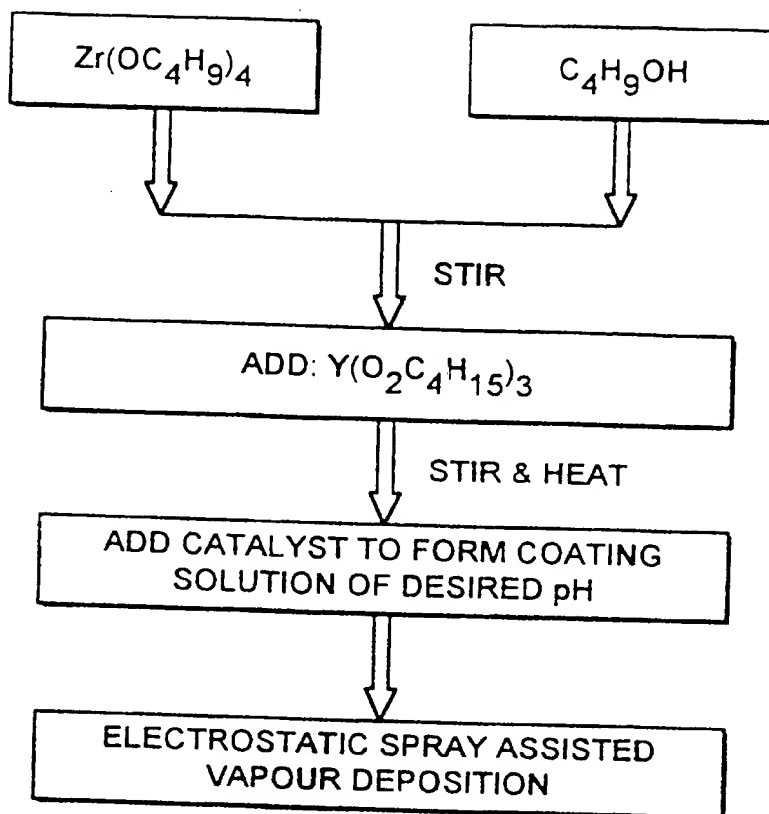 Zr(OC4H9)4
C4H9OH
STIR
ADD: Y(O2C4H15)3
STIR & HEAT
ADD CATALYST TO FORM COATING
SOLUTION OF DESIRED pH
ELECTROSTATIC SPRAY ASSISTED
VAPOUR DEPOSITION